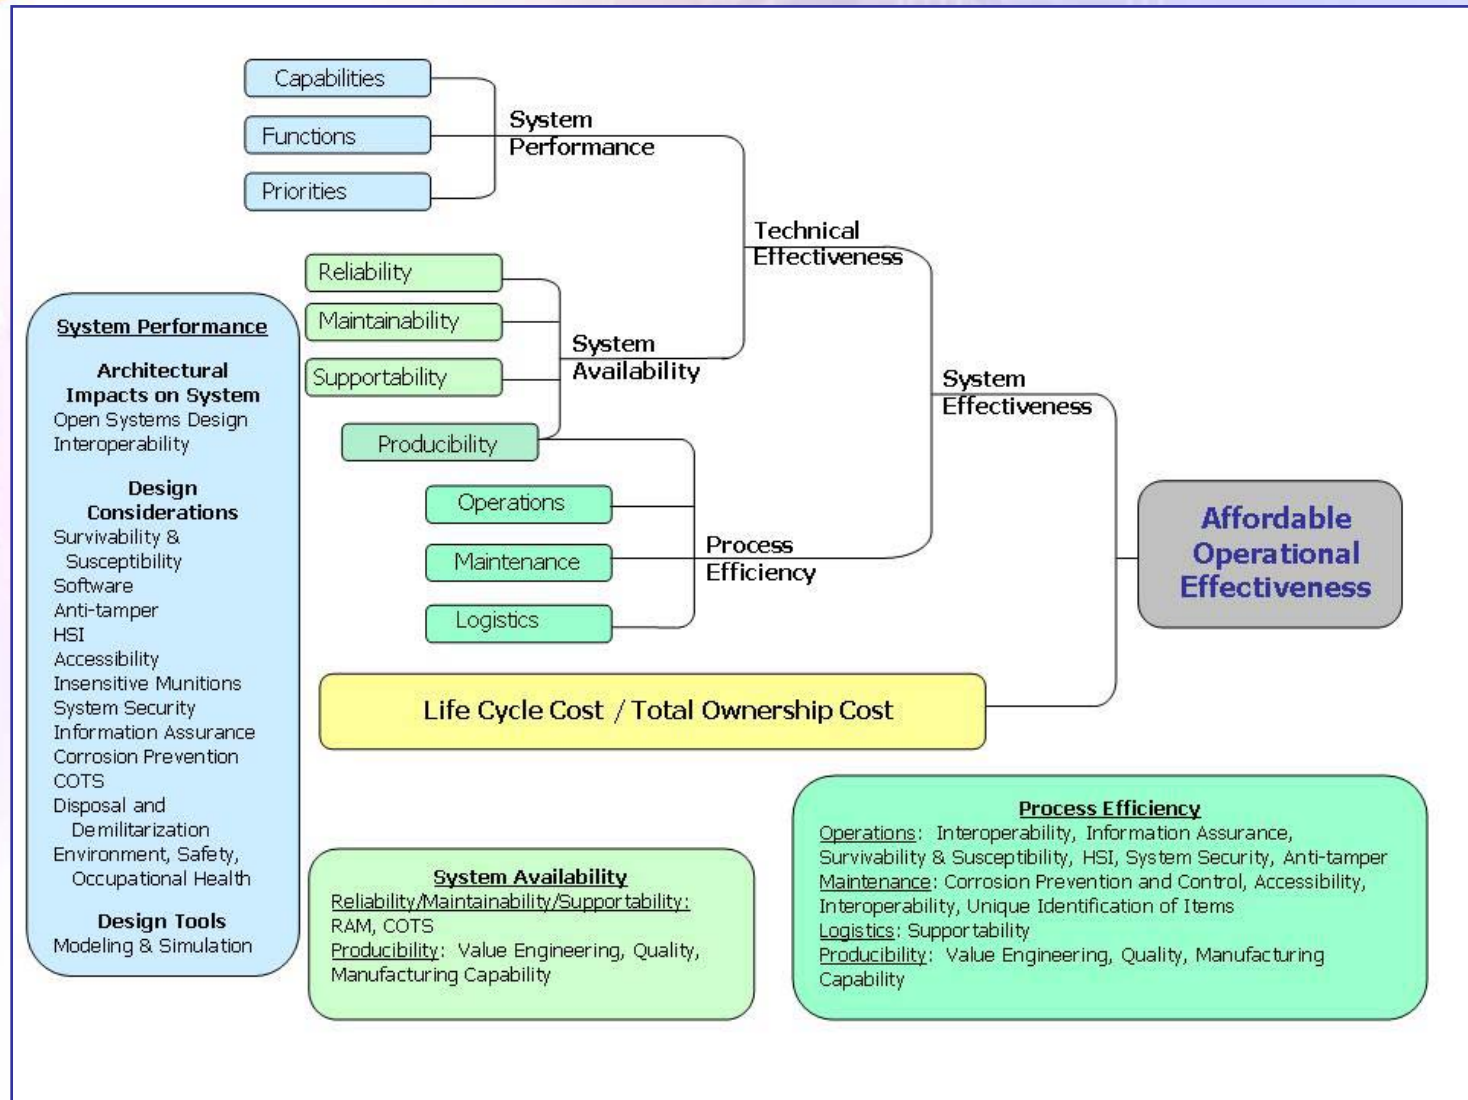 Capabilities
Functions
Priorities
System
Performance
Technical
Effectiveness
Reliability
Maintainability
Supportability
Producibility
System
Availability
Operations
Maintenance
Logistics
Process
Efficiency
System
Effectiveness
Affordable
Operational
Effectiveness
Life Cycle Cost / Total Ownership Cost
System Performance
Architectural
Impacts on System
Open Systems Design
Interoperability
Design
Considerations
Survivability &
Susceptibility
Software
Anti-tamper
HSI
Accessibility
Insensitive Munitions
System Security
Information Assurance
Corrosion Prevention
COTS
Disposal and
Demilitarization
Environment, Safety,
Occupational Health
Design Tools
Modeling & Simulation
System Availability
Reliability/Maintainability/Supportability:
RAM, COTS
Producibility: Value Engineering, Quality,
Manufacturing Capability
Process Efficiency
Operations: Interoperability, Information Assurance,
Survivability & Susceptibility, HSI, System Security, Anti-tamper
Maintenance: Corrosion Prevention and Control, Accessibility,
Interoperability, Unique Identification of Items
Logistics: Supportability
Producibility: Value Engineering, Quality, Manufacturing
Capability